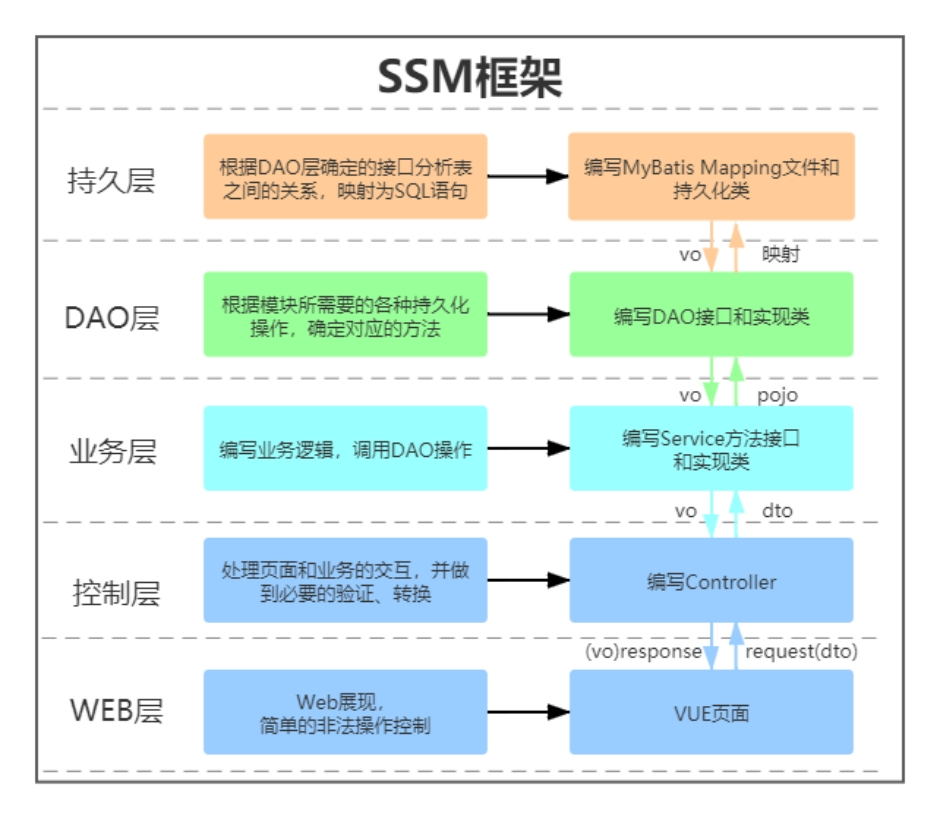 SSM框架
持久层
根据DAO层确定的接口分析表
之间的关系，映射为SQL语句
编写MyBatis Mapping文件和
持久化类
vo
映射
DAO层
根据模块所需要的各种持久化
操作，确定对应的方法
编写DAO接口和实现类
vo
pojo
业务层
编写业务逻辑，调用DAO操作
编写Service方法接口
和实现类
vo
dto
控制层
处理页面和业务的交互，并做
到必要的验证、转换
编写Controller
(vo)response
request(dto)
WEB层
Web展现，
简单的非法操作控制
VUE页面